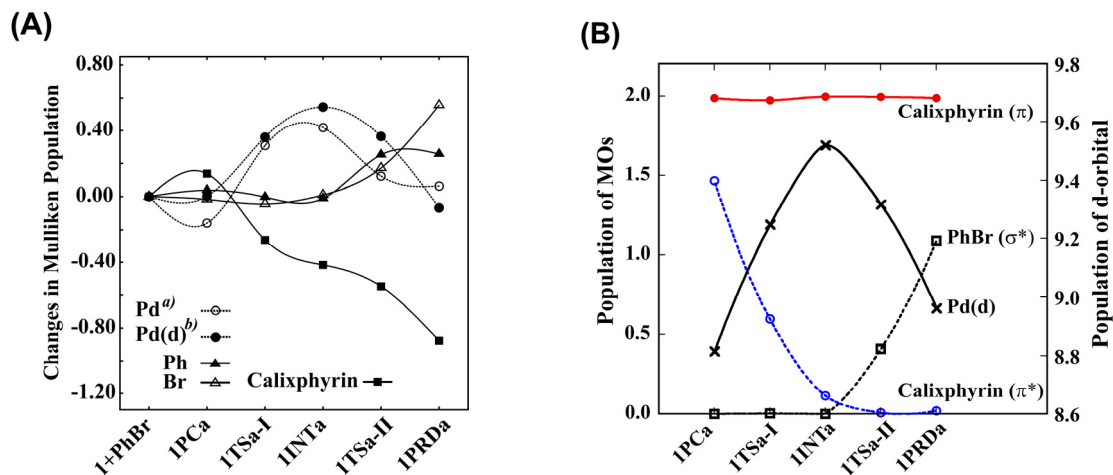 (A)
Changes in Mulliken Population
0.80
0.40
0.00
-0.40
-0.80
-1.20
Pd a)
Pd(d) b)
Ph
Br
Calixphyrin
1+PhBr
1PCa
1TSa-I
1INTa
1TSa-II
1PRDa
(B)
Population of MOs
2.0
1.5
1.0
0.5
0.0
Calixphyrin (π)
PhBr (σ*)
Pd(d)
Calixphyrin (π*)
9.8
9.6
9.4
9.2
9.0
8.8
8.6
Population of d-orbital
1PCa
1TSa-I
1INTa
1TSa-II
1PRDa